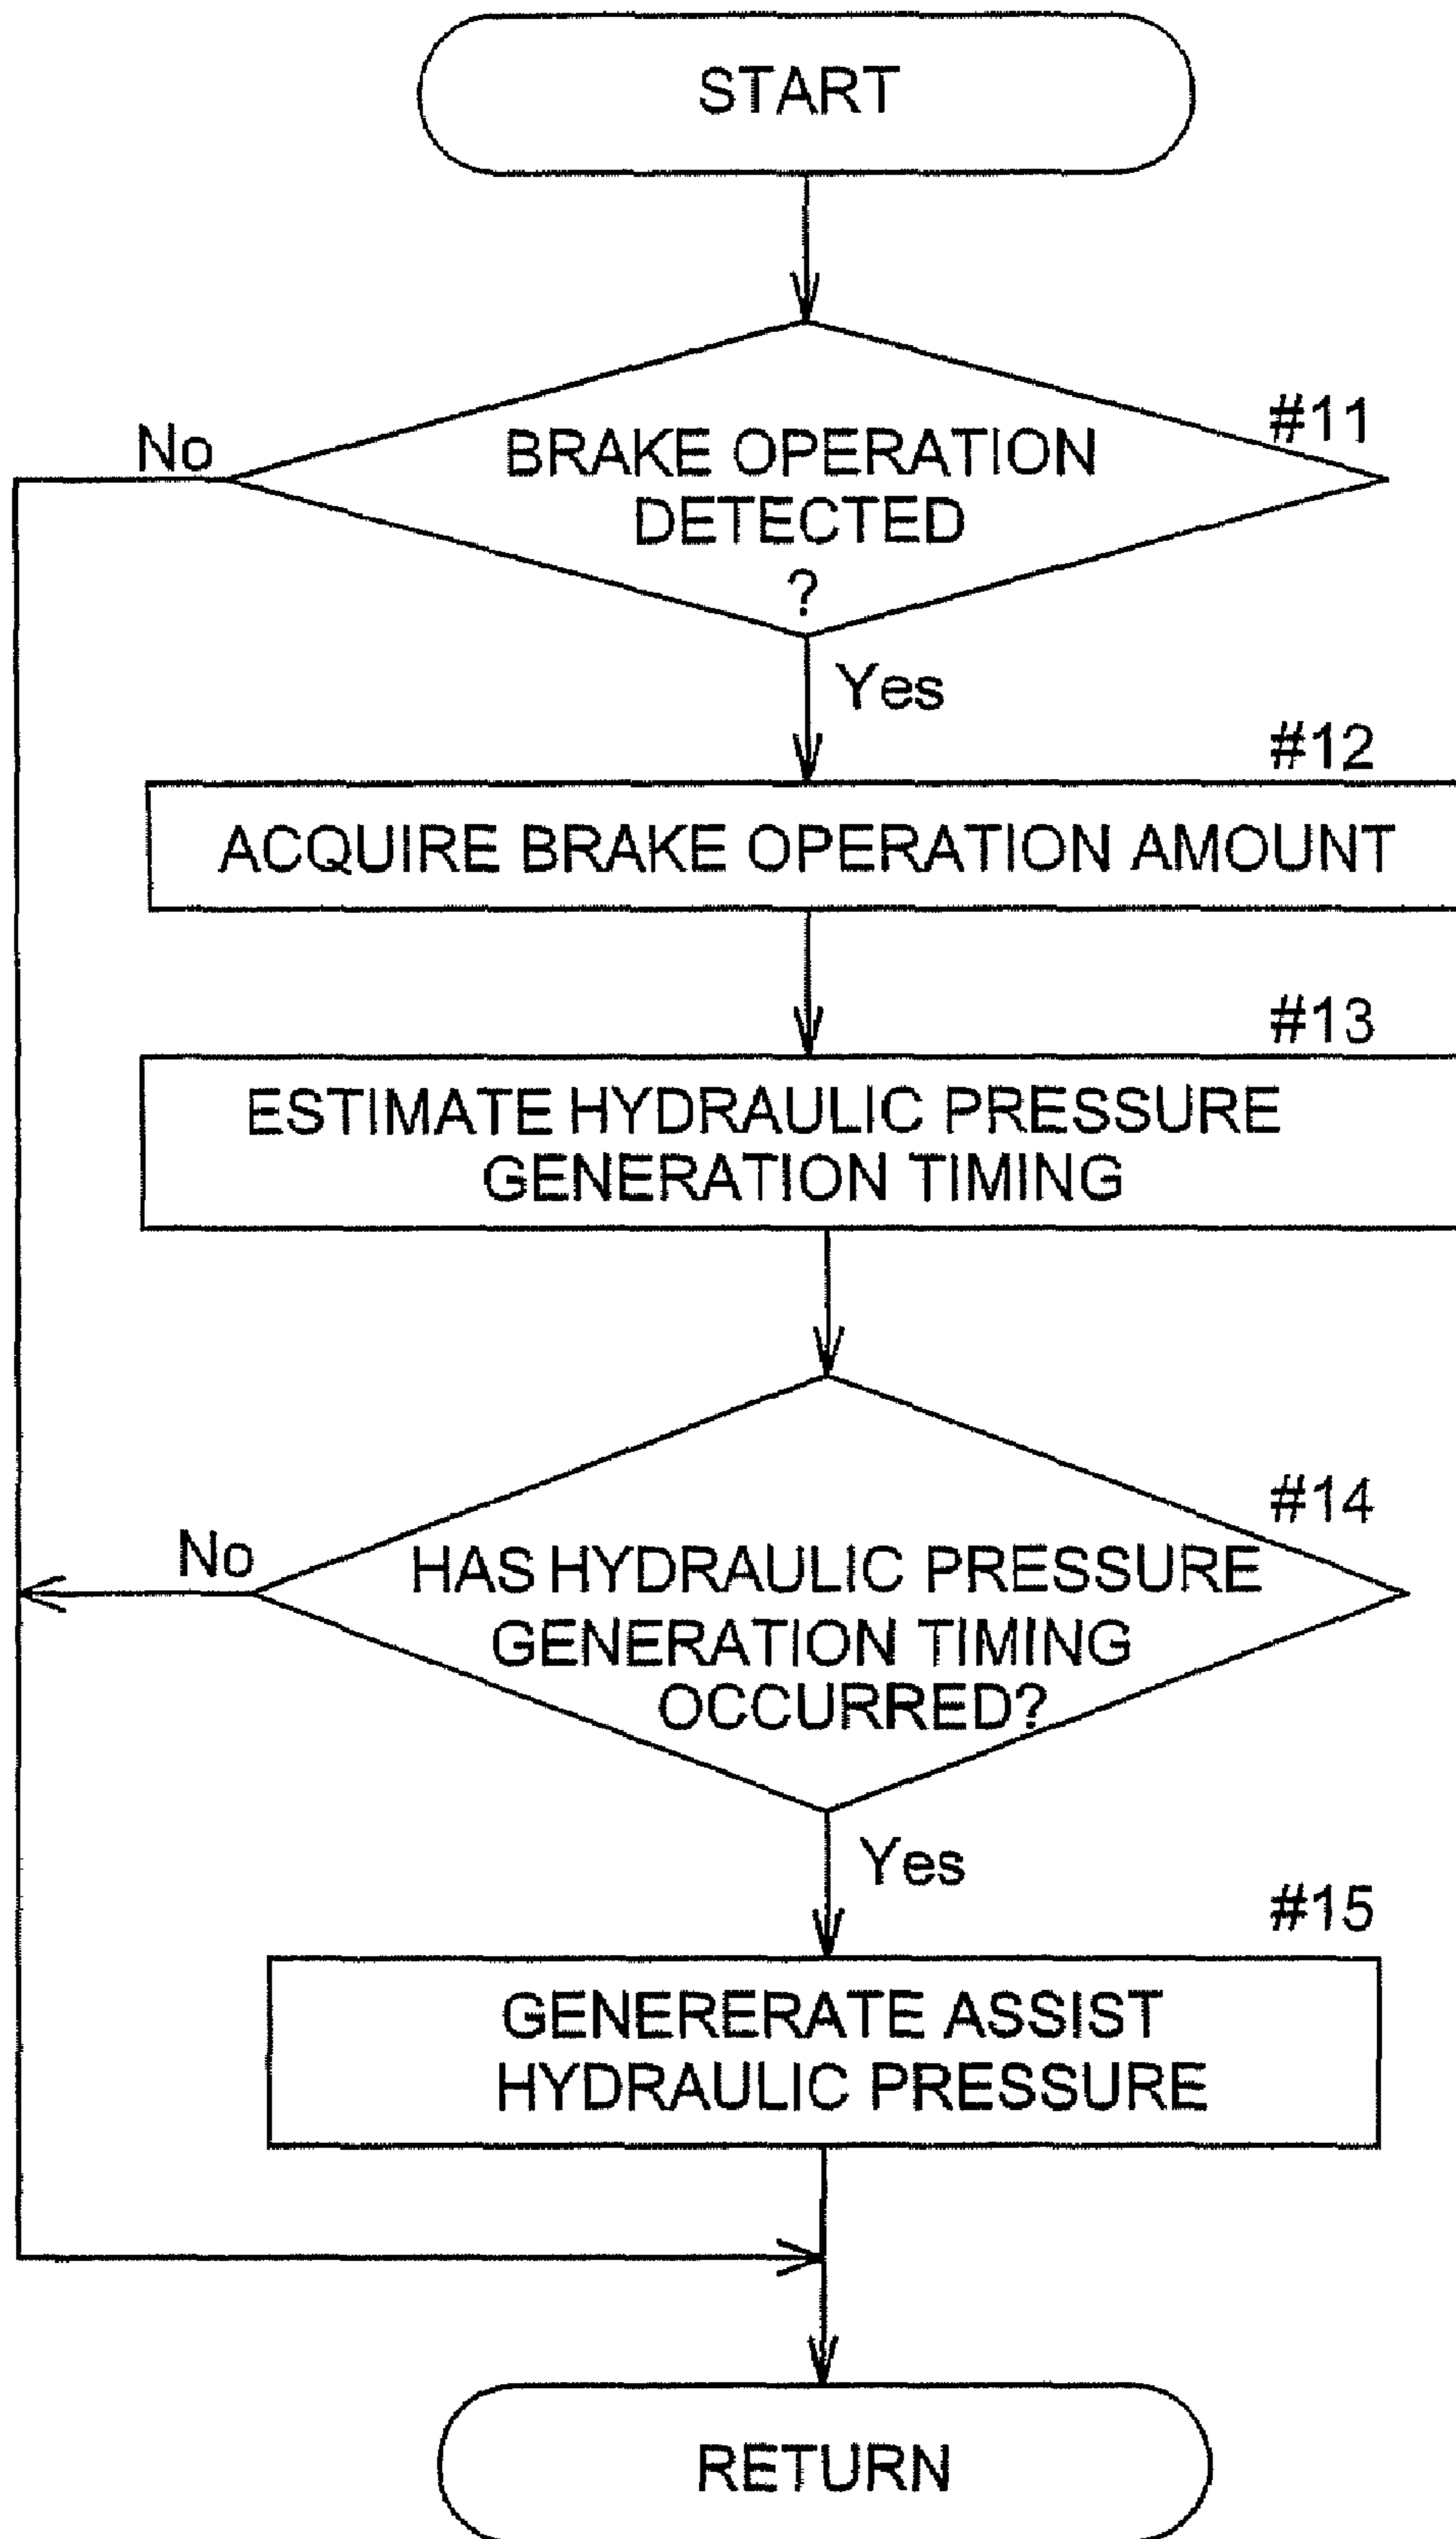 START
#11
No
BRAKE OPERATION
DETECTED
?
Yes
#12
ACQUIRE BRAKE OPERATION AMOUNT
#13
ESTIMATE HYDRAULIC PRESSURE
GENERATION TIMING
#14
No
HAS HYDRAULIC PRESSURE
GENERATION TIMING
OCCURRED?
Yes
#15
GENERERATE ASSIST
HYDRAULIC PRESSURE
RETURN